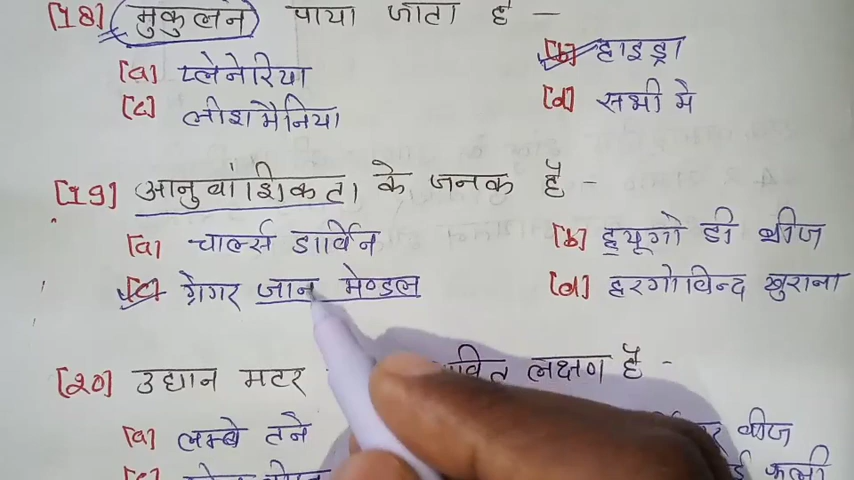 [18] मुकुलन पाया जाता है -
[a] प्लेनेरिया [b] हाइड्रा
[c] लीशमैनिया [d] सभी मे
[19] आनुवांशिकता के जनक है -
[a] चार्ल्स डार्विन [b] ह्यूगो डी ब्रीज
[c] ग्रेगर जान मेण्डल [d] हरगोविन्द खुराना
[20] उद्यान मटर लक्षण है -
[a] लम्बे तने बीज
[c] कली